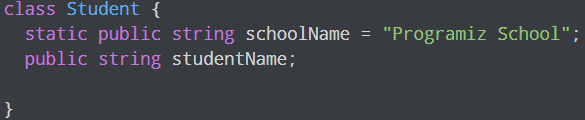 class Student {
static public string schoolName = "Programiz School";
public string studentName;
}